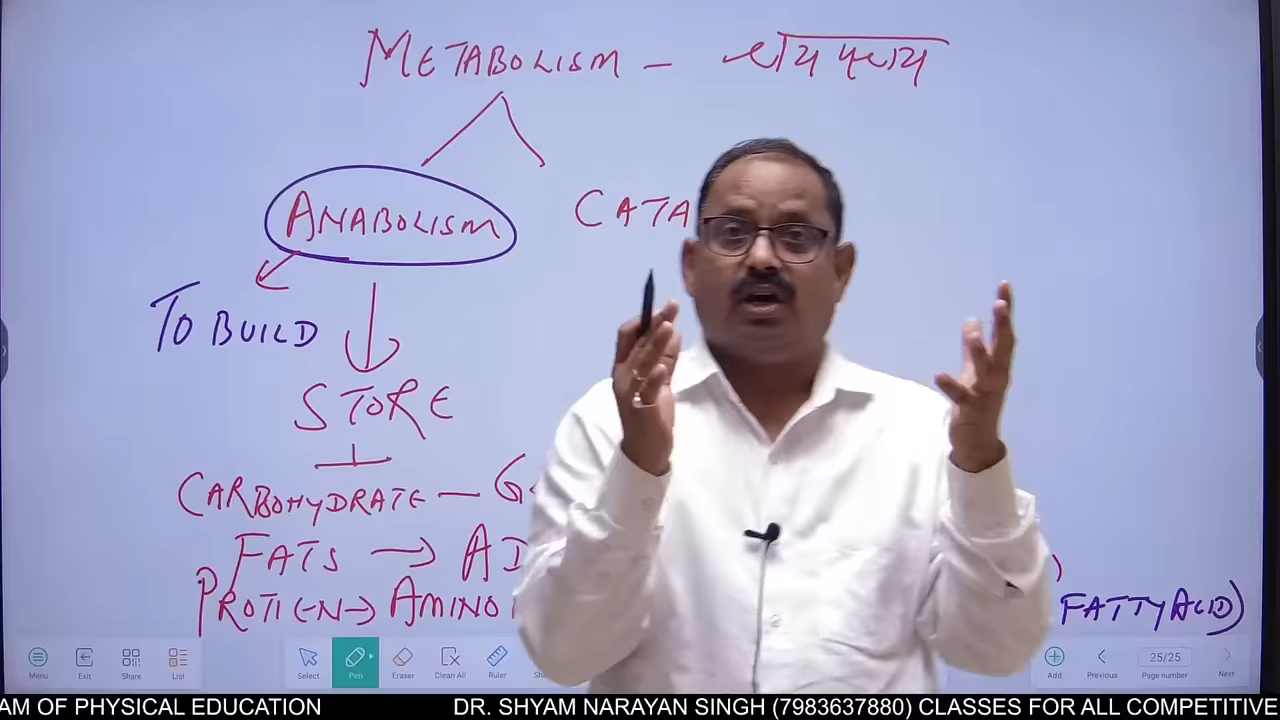 METABOLISM –
ANABOLISM
CATA
TO BUILD
STORE
CARBOHYDRATE — G
FATS → AD
PROTIEN → AMINO
FATTY ACID)
Menu Exit Share List Select Pen Eraser Clean All Ruler Add Previous 25/25 Page number Next
AM OF PHYSICAL EDUCATION DR. SHYAM NARAYAN SINGH (7983637880) CLASSES FOR ALL COMPETITIVE